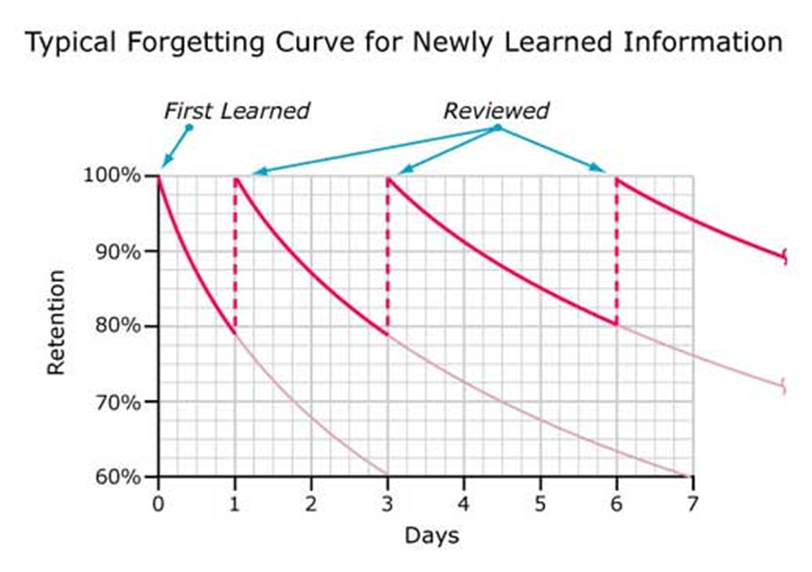 Typical Forgetting Curve for Newly Learned Information
First Learned
Reviewed
100%
90%
80%
70%
60%
Retention
0 1 2 3 4 5 6 7
Days